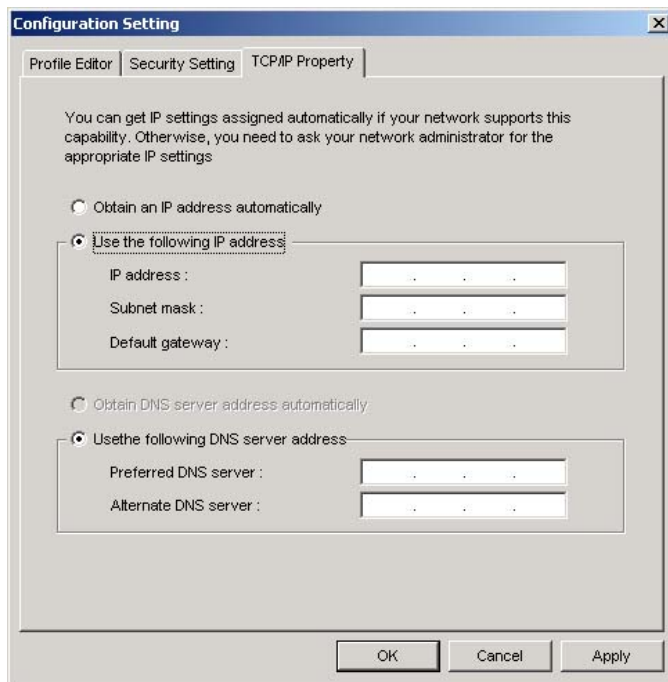 Configuration Setting
Profile Editor
Security Setting
TCP/IP Property
You can get IP settings assigned automatically if your network supports this
capability. Otherwise, you need to ask your network administrator for the
appropriate IP settings
Obtain an IP address automatically
Use the following IP address
IP address :
Subnet mask :
Default gateway :
Obtain DNS server address automatically
Usethe following DNS server address
Preferred DNS server :
Alternate DNS server :
OK
Cancel
Apply